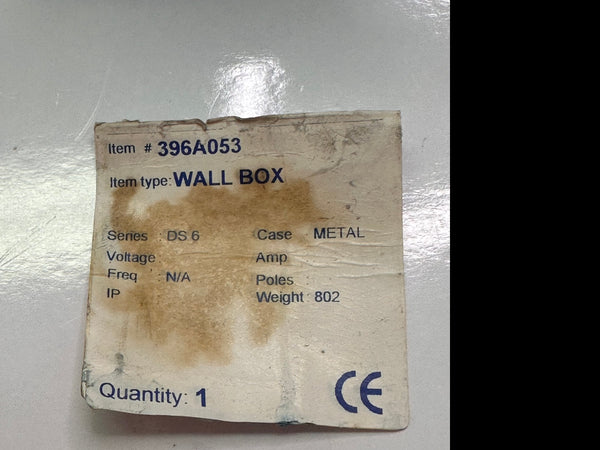 Item # 396A053
Item type: WALL BOX
Series : DS 6 Case : METAL
Voltage Amp
Freq : N/A Poles
IP Weight : 802
Quantity: 1 CE